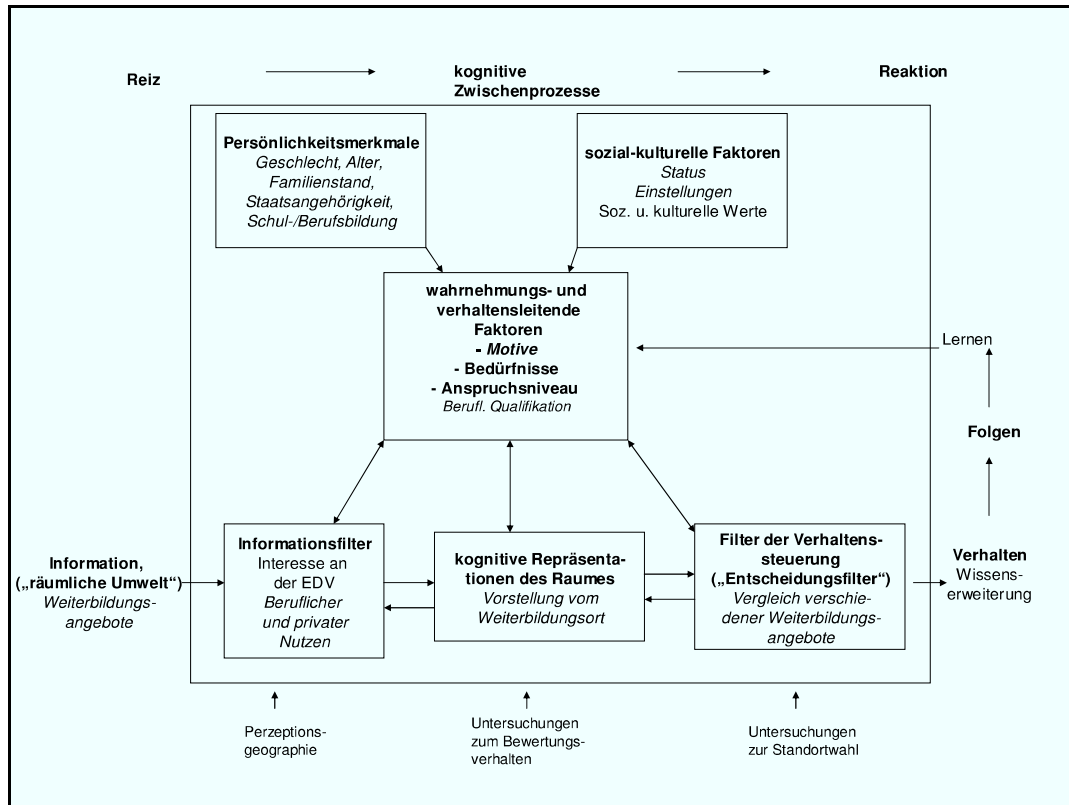 Reiz
kognitive
Zwischenprozesse
Reaktion
Persönlichkeitsmerkmale
Geschlecht, Alter,
Familienstand,
Staatsangehörigkeit,
Schul-/Berufsbildung
sozial-kulturelle Faktoren
Status
Einstellungen
Soz. u. kulturelle Werte
wahrnehmungs- und
verhaltensleitende
Faktoren
- Motive
- Bedürfnisse
- Anspruchsniveau
Berufl. Qualifikation
Lernen
Folgen
Information,
(„räumliche Umwelt“)
Weiterbildungs-
angebote
Informationsfilter
Interesse an
der EDV
Beruflicher
und privater
Nutzen
kognitive Repräsenta-
tionen des Raumes
Vorstellung vom
Weiterbildungsort
Filter der Verhaltens-
steuerung
(„Entscheidungsfilter“)
Vergleich verschie-
dener Weiterbildungs-
angebote
Verhalten
Wissens-
erweiterung
Perzeptions-
geographie
Untersuchungen
zum Bewertungs-
verhalten
Untersuchungen
zur Standortwahl